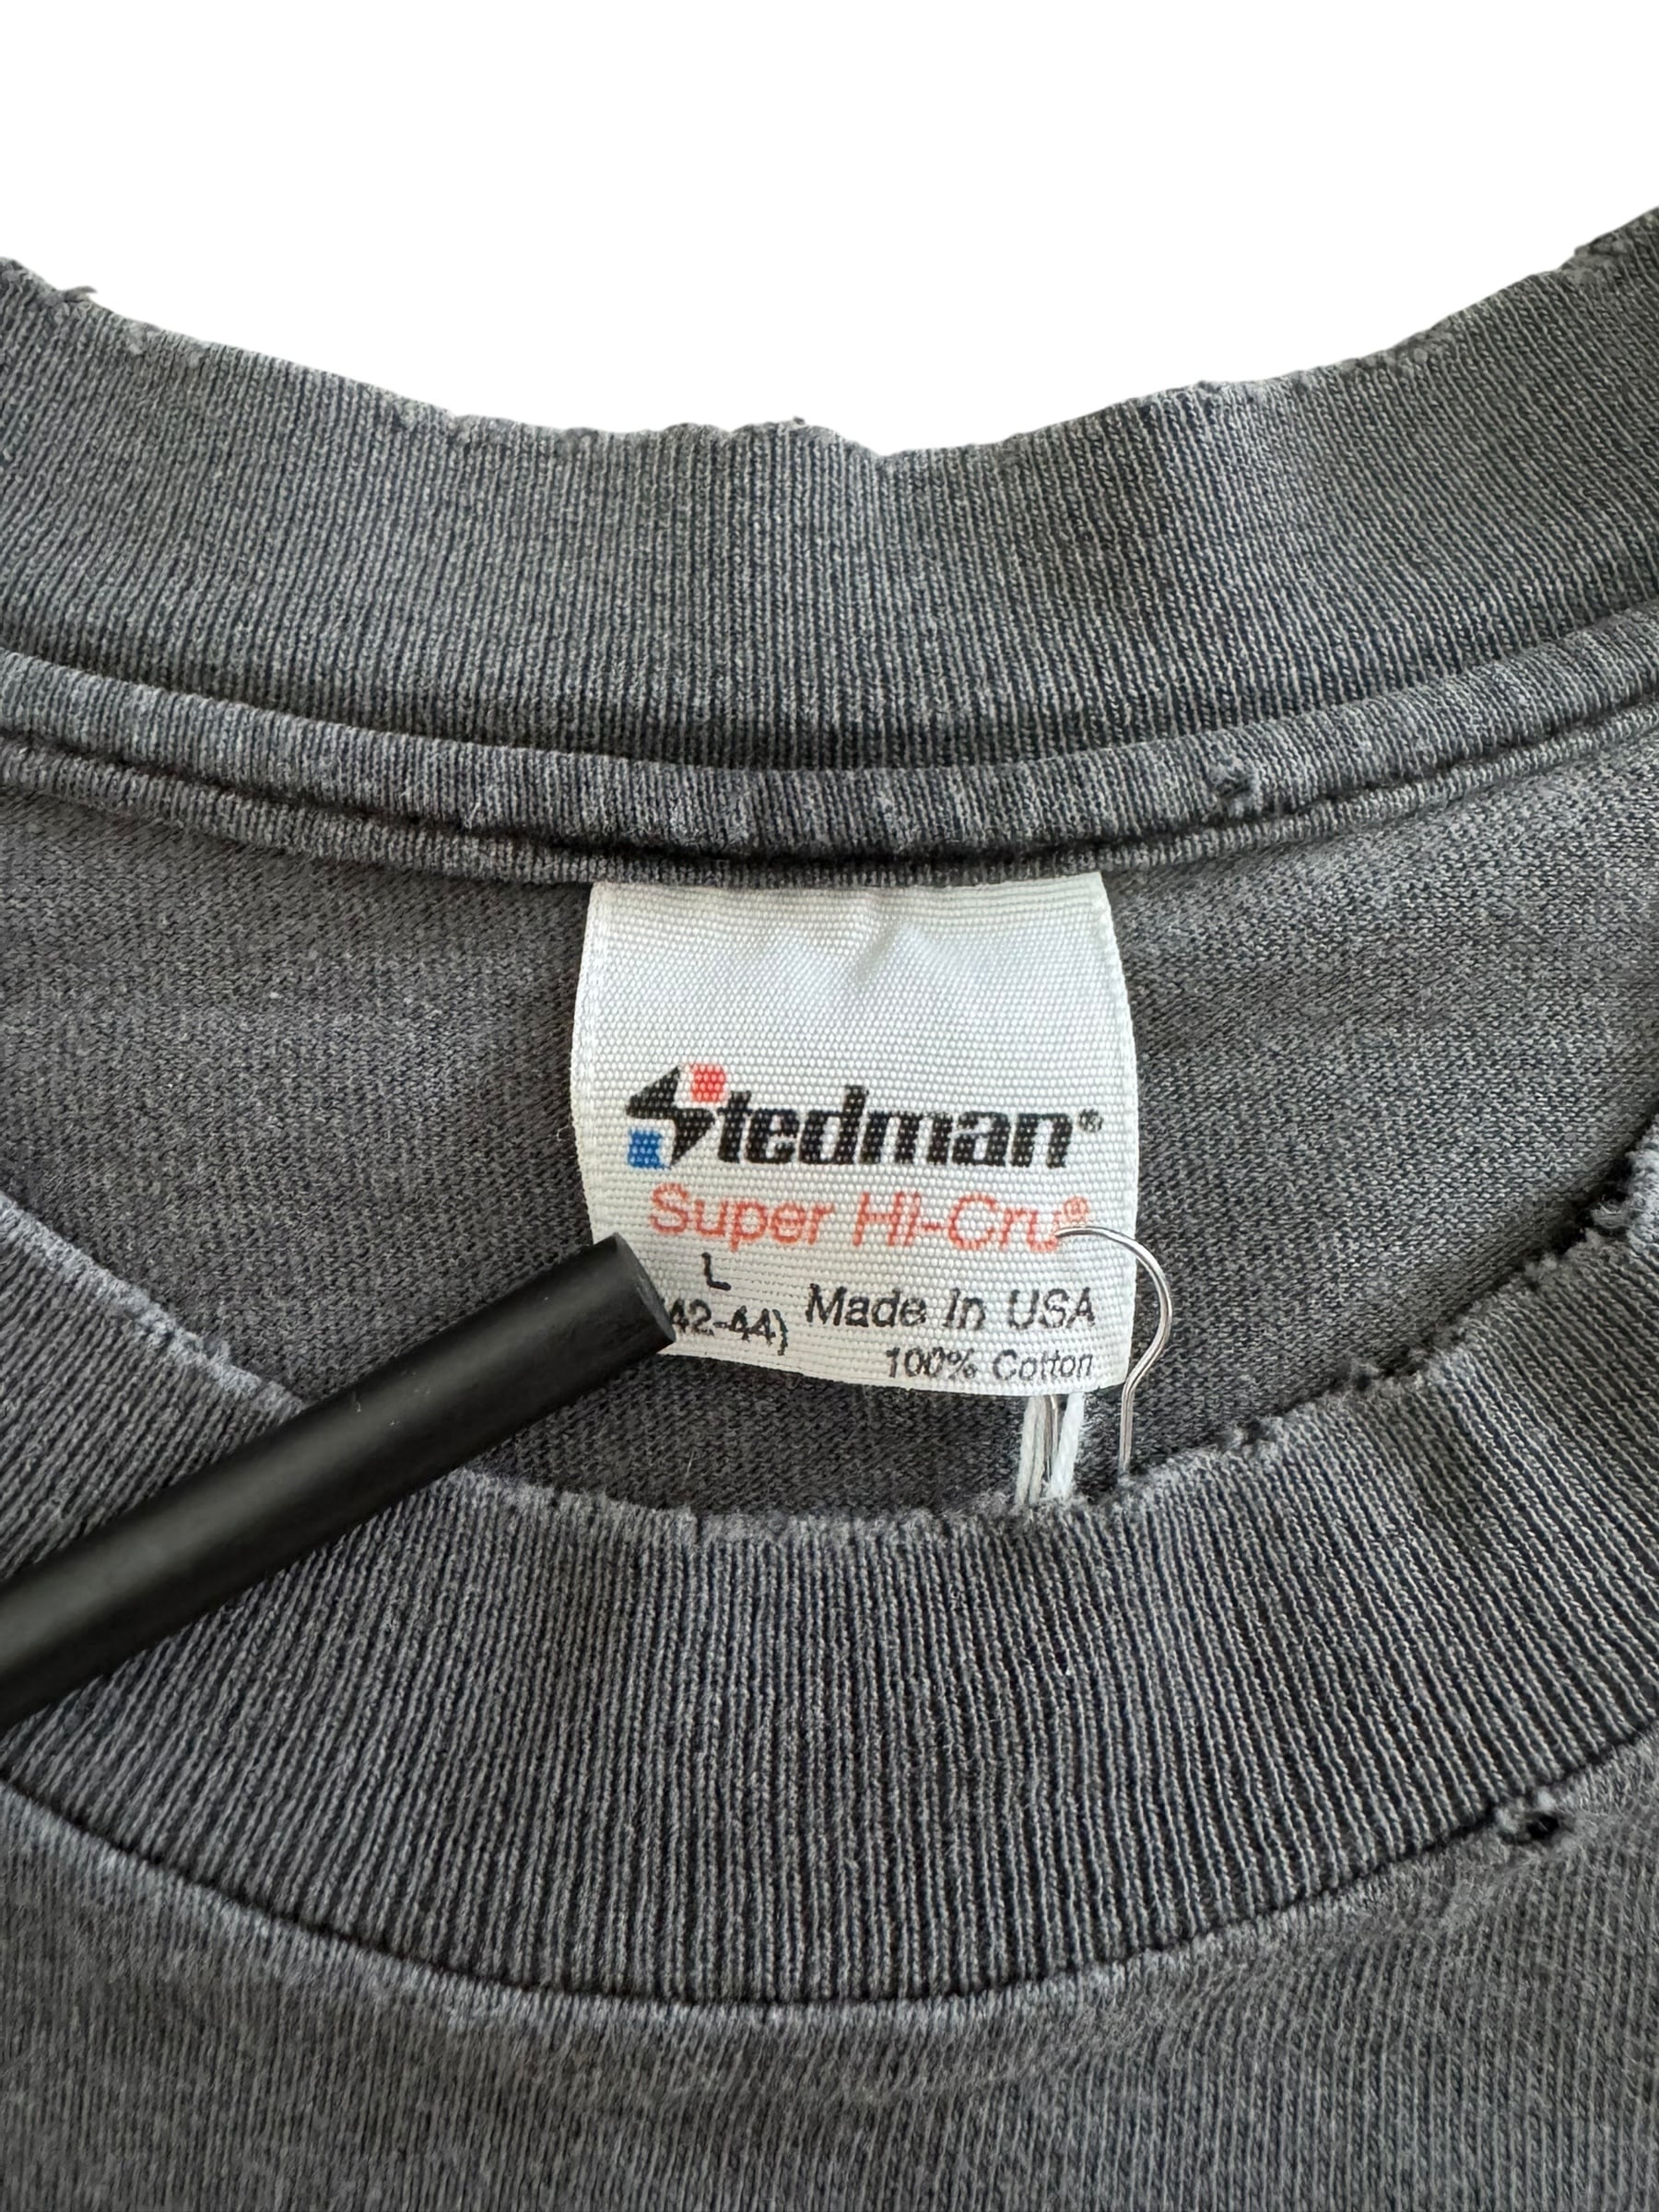 Stedman®
Super Hi-Cru®
L
(42-44) Made In USA
100% Cotton